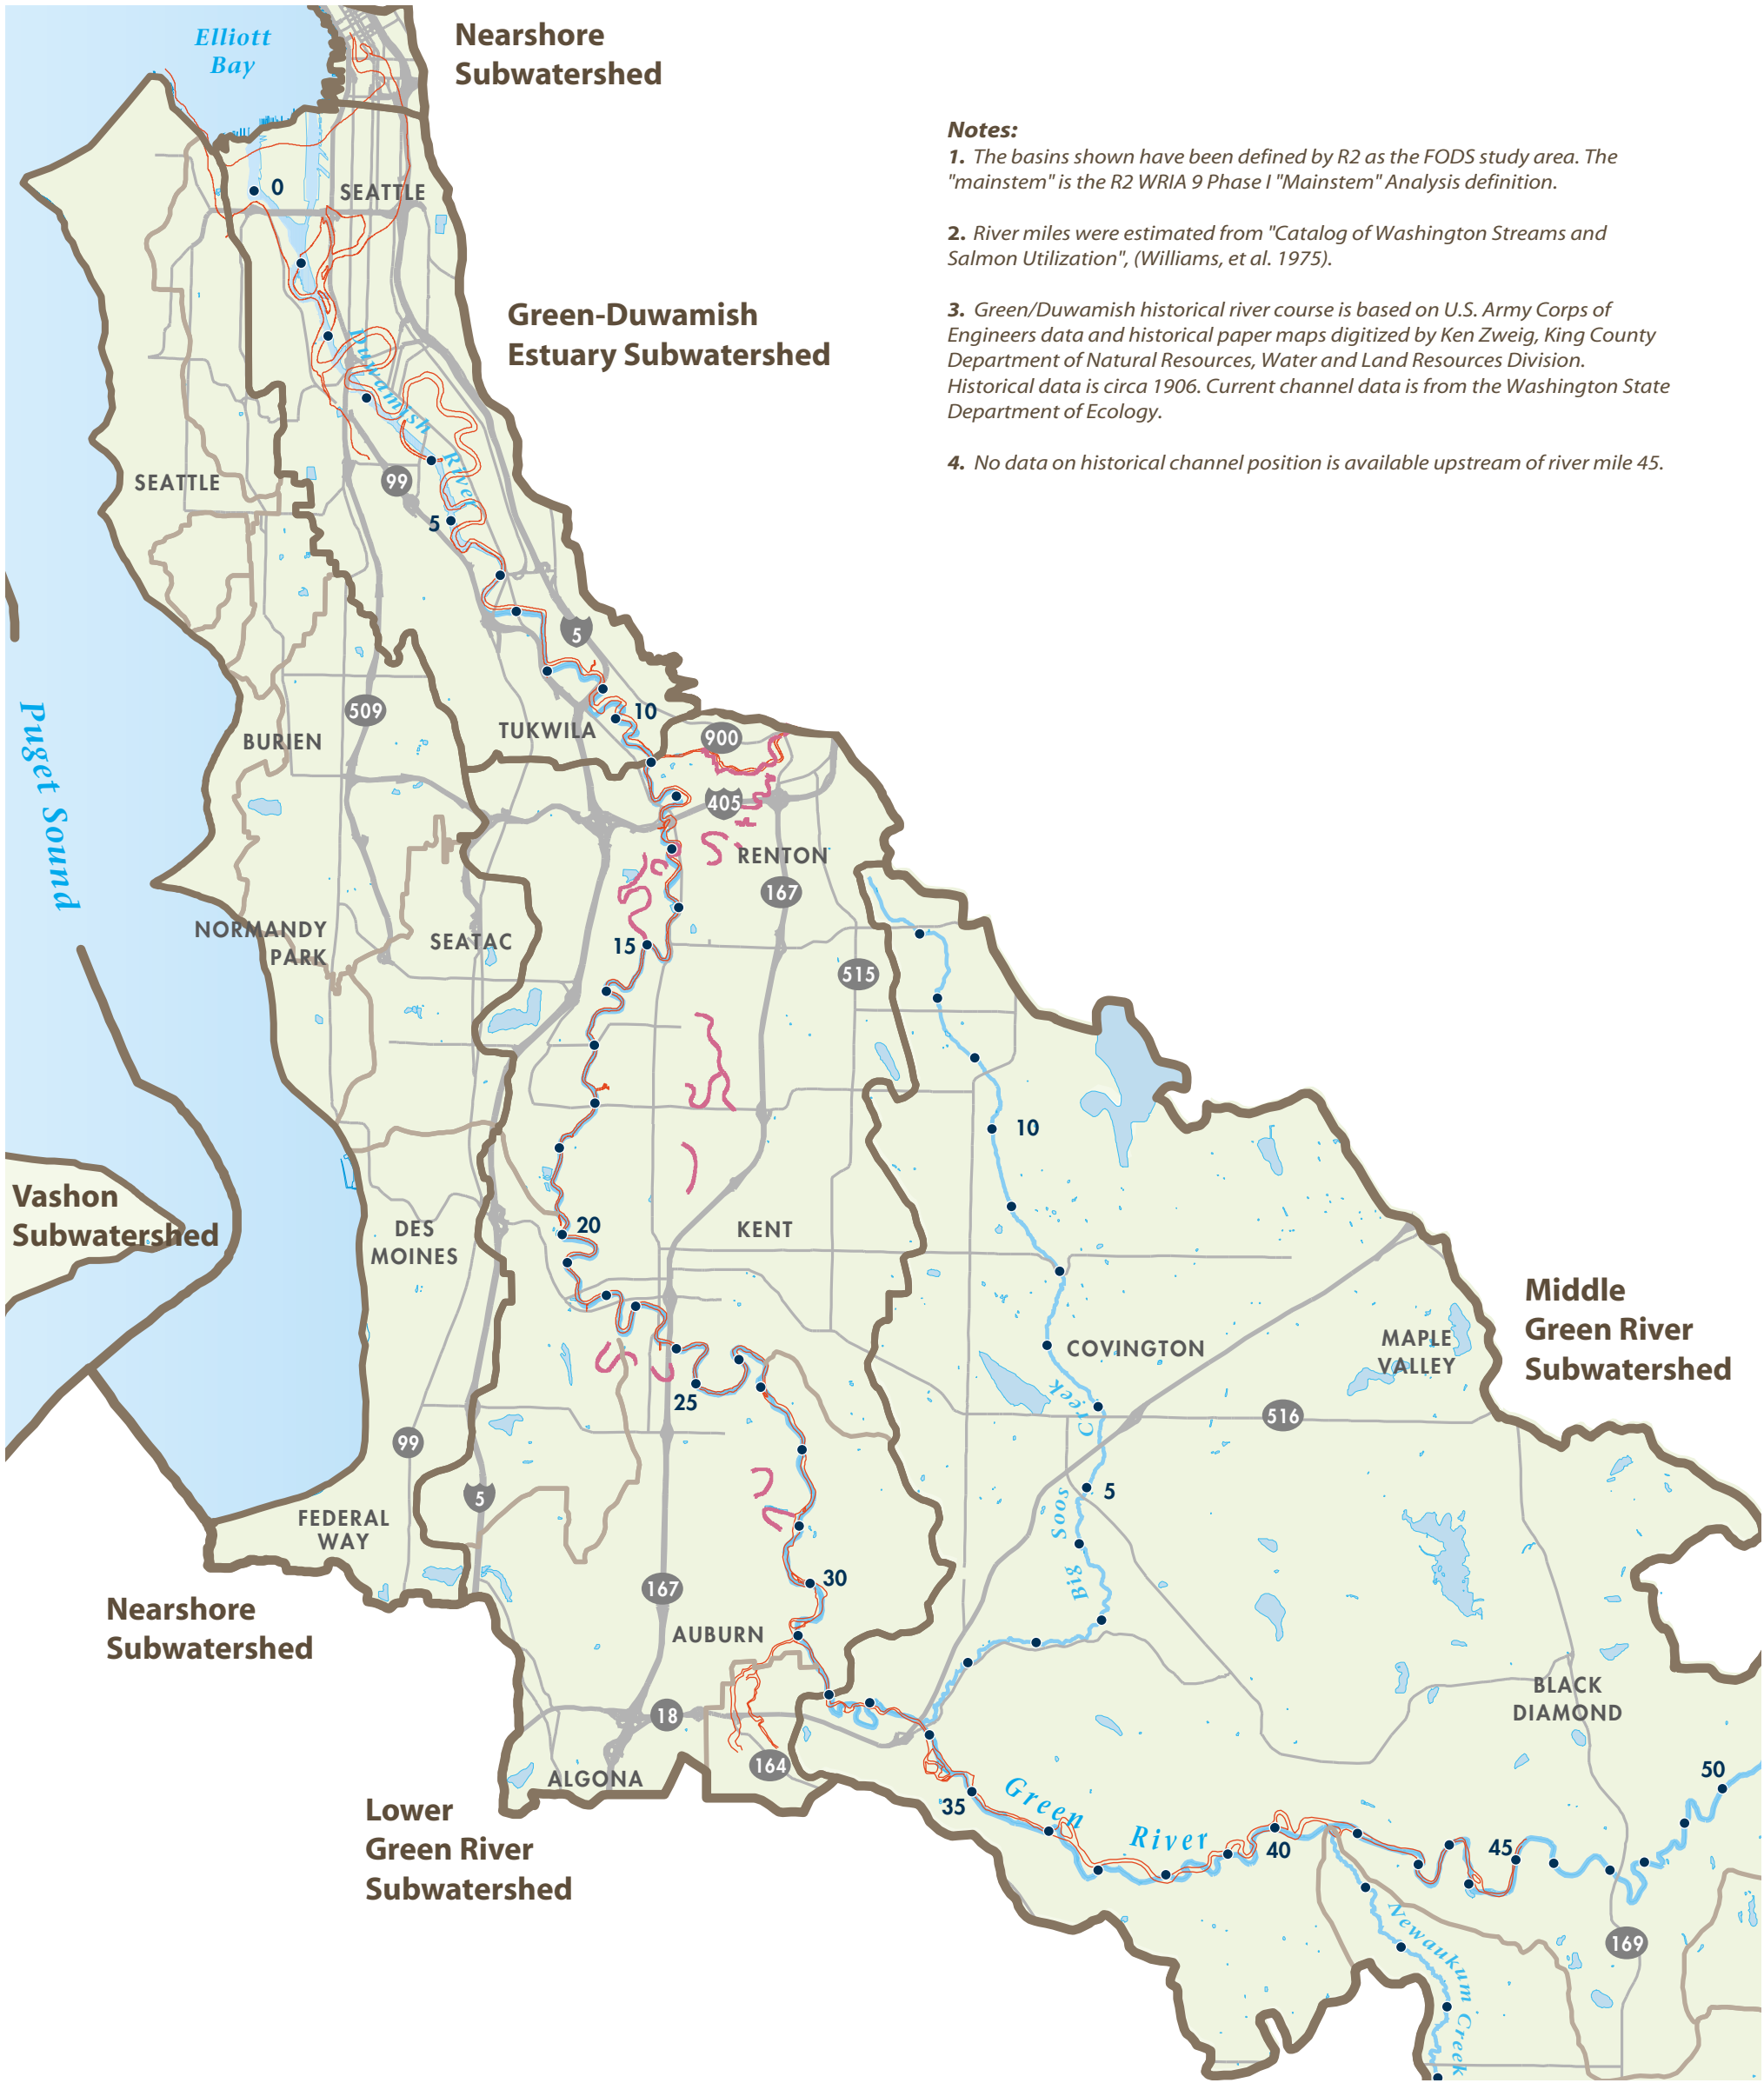 Elliott
Bay
Nearshore
Subwatershed
Notes:
1. The basins shown have been defined by R2 as the FODS study area. The
"mainstem" is the R2 WRIA 9 Phase I "Mainstem" Analysis definition.
2. River miles were estimated from "Catalog of Washington Streams and
Salmon Utilization", (Williams, et al. 1975).
3. Green/Duwamish historical river course is based on U.S. Army Corps of
Engineers data and historical paper maps digitized by Ken Zweig, King County
Department of Natural Resources, Water and Land Resources Division.
Historical data is circa 1906. Current channel data is from the Washington State
Department of Ecology.
4. No data on historical channel position is available upstream of river mile 45.
0
SEATTLE
Green-Duwamish
Estuary Subwatershed
Duwamish
River
SEATTLE
99
5
5
Puget Sound
509
10
TUKWILA
BURIEN
900
405
RENTON
167
NORMANDY
PARK
SEATAC
15
515
10
Vashon
Subwatershed
20
DES
MOINES
KENT
Middle
Green River
Subwatershed
COVINGTON
MAPLE
VALLEY
25
Creek
516
99
5
5
Soos
FEDERAL
WAY
30
167
Big
Nearshore
Subwatershed
AUBURN
BLACK
DIAMOND
18
164
50
ALGONA
35
Green
River
Lower
Green River
Subwatershed
40
45
Newaukum
Creek
169